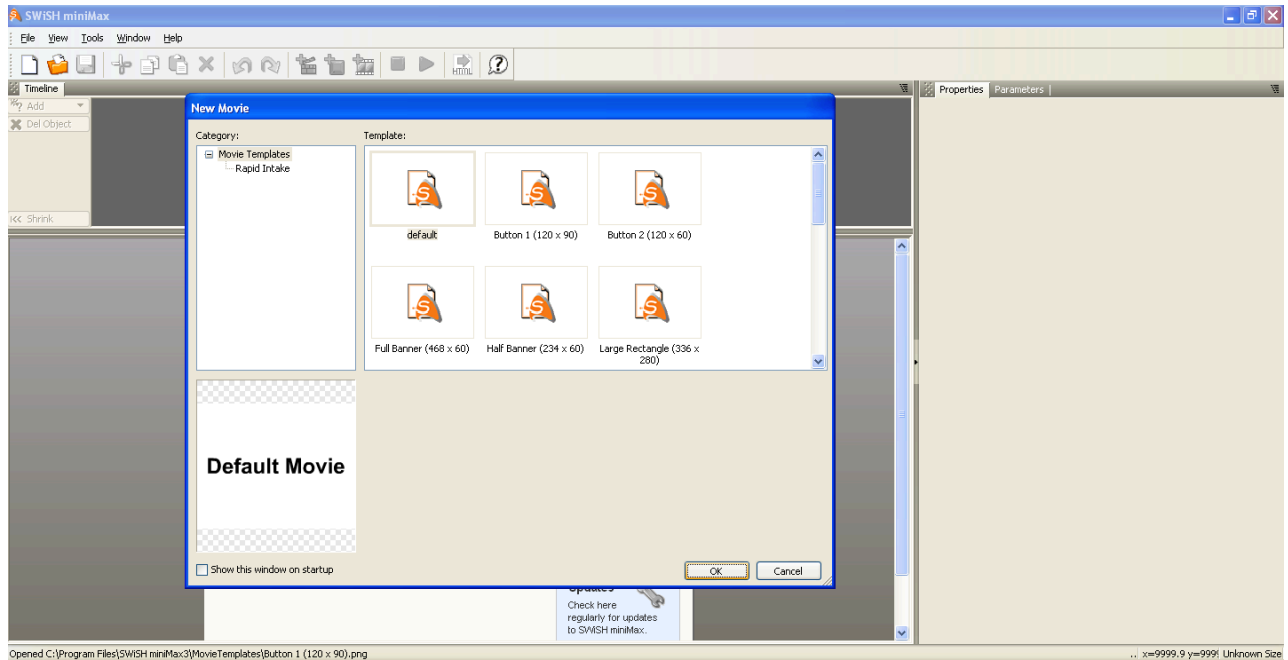 SWiSH miniMax
File View Tools Window Help
HTML
Timeline
Properties Parameters
Add
Del Object
Shrink
New Movie
Category:
Template:
Movie Templates
Rapid Intake
default
Button 1 (120 x 90)
Button 2 (120 x 60)
Full Banner (468 x 60)
Half Banner (234 x 60)
Large Rectangle (336 x
280)
Default Movie
Show this window on startup
OK
Cancel
Updates
Check here
regularly for updates
to SWiSH miniMax.
Opened C:\Program Files\SWiSH miniMax3\MovieTemplates\Button 1 (120 x 90).png
.. x=9999.9 y=999! Unknown Size